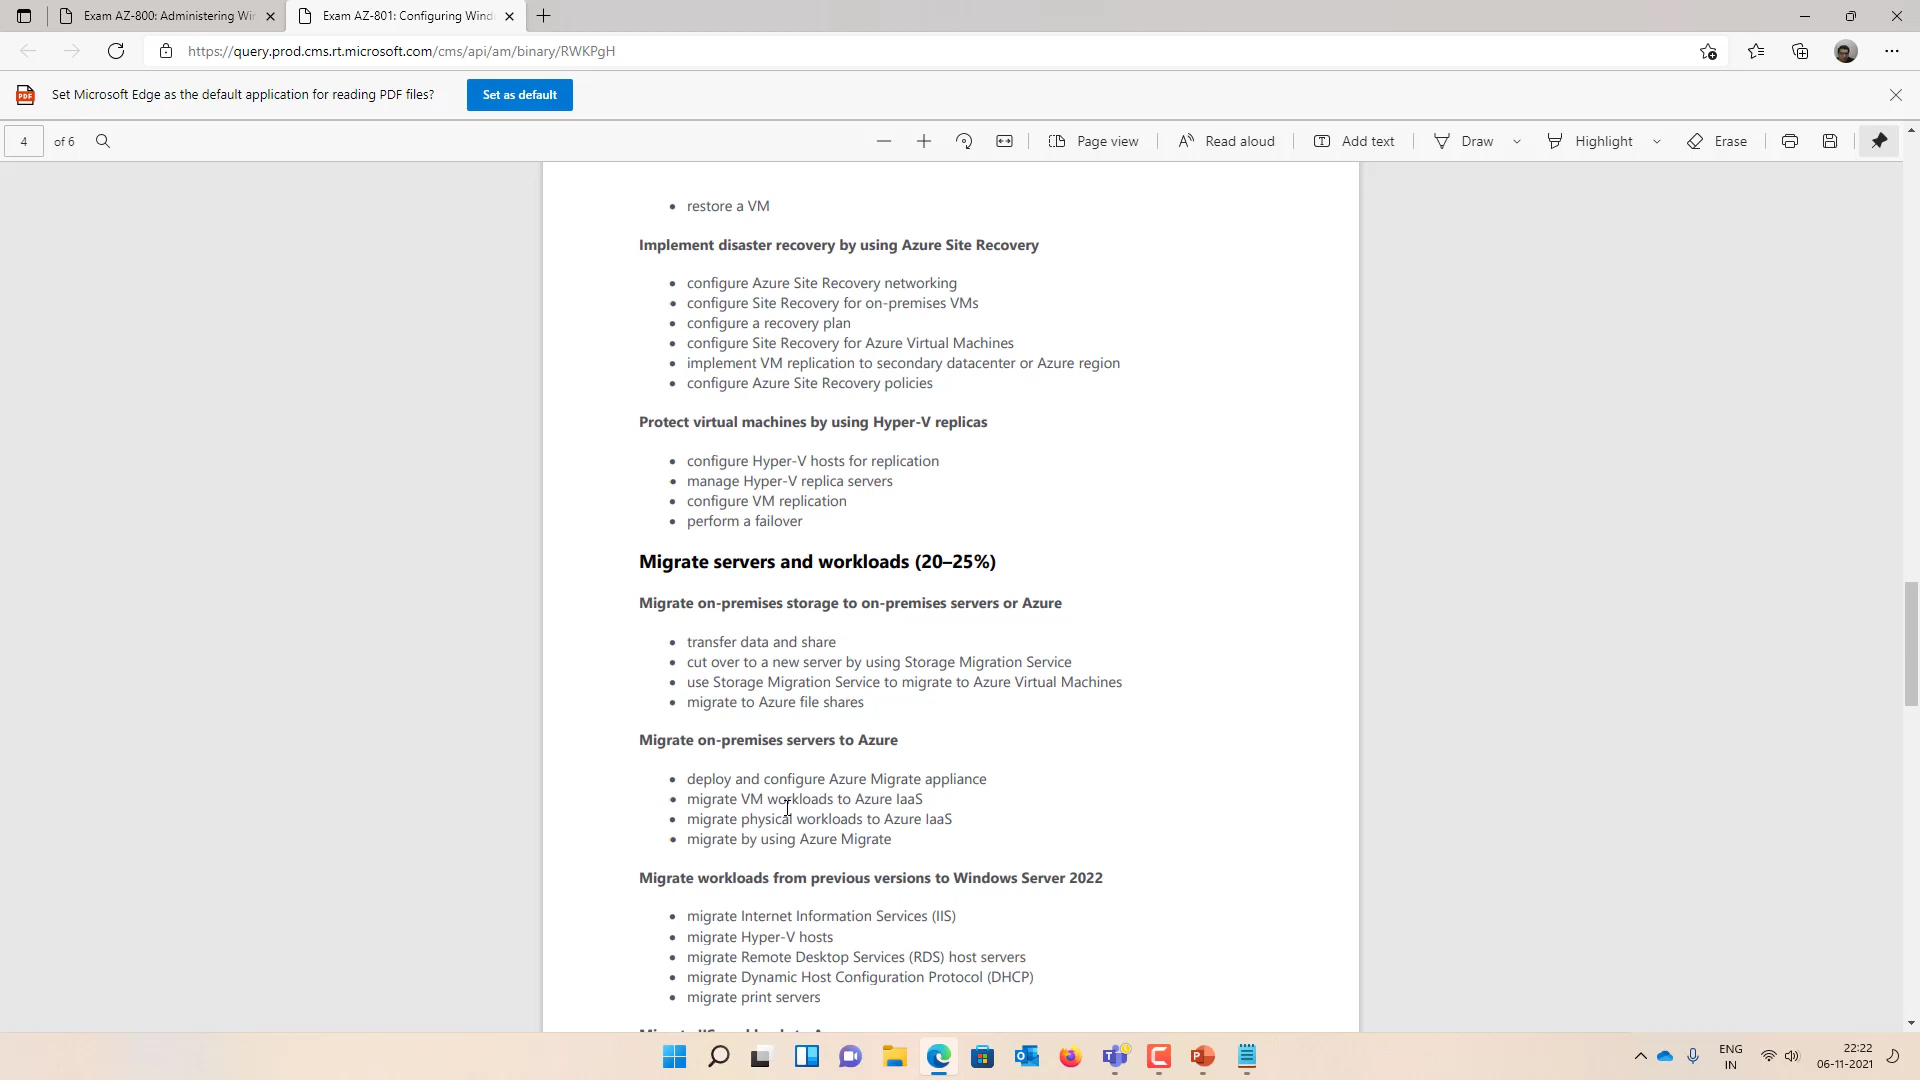 Exam AZ-800: Administering Wi
Exam AZ-801: Configuring Wind
https://query.prod.cms.rt.microsoft.com/cms/api/am/binary/RWKPgH
PDF
Set Microsoft Edge as the default application for reading PDF files?
Set as default
4 of 6
Page view
Read aloud
Add text
Draw
Highlight
Erase
• restore a VM
Implement disaster recovery by using Azure Site Recovery
• configure Azure Site Recovery networking
• configure Site Recovery for on-premises VMs
• configure a recovery plan
• configure Site Recovery for Azure Virtual Machines
• implement VM replication to secondary datacenter or Azure region
• configure Azure Site Recovery policies
Protect virtual machines by using Hyper-V replicas
• configure Hyper-V hosts for replication
• manage Hyper-V replica servers
• configure VM replication
• perform a failover
Migrate servers and workloads (20–25%)
Migrate on-premises storage to on-premises servers or Azure
• transfer data and share
• cut over to a new server by using Storage Migration Service
• use Storage Migration Service to migrate to Azure Virtual Machines
• migrate to Azure file shares
Migrate on-premises servers to Azure
• deploy and configure Azure Migrate appliance
• migrate VM workloads to Azure IaaS
• migrate physical workloads to Azure IaaS
• migrate by using Azure Migrate
Migrate workloads from previous versions to Windows Server 2022
• migrate Internet Information Services (IIS)
• migrate Hyper-V hosts
• migrate Remote Desktop Services (RDS) host servers
• migrate Dynamic Host Configuration Protocol (DHCP)
• migrate print servers
ENG
IN
22:22
06-11-2021